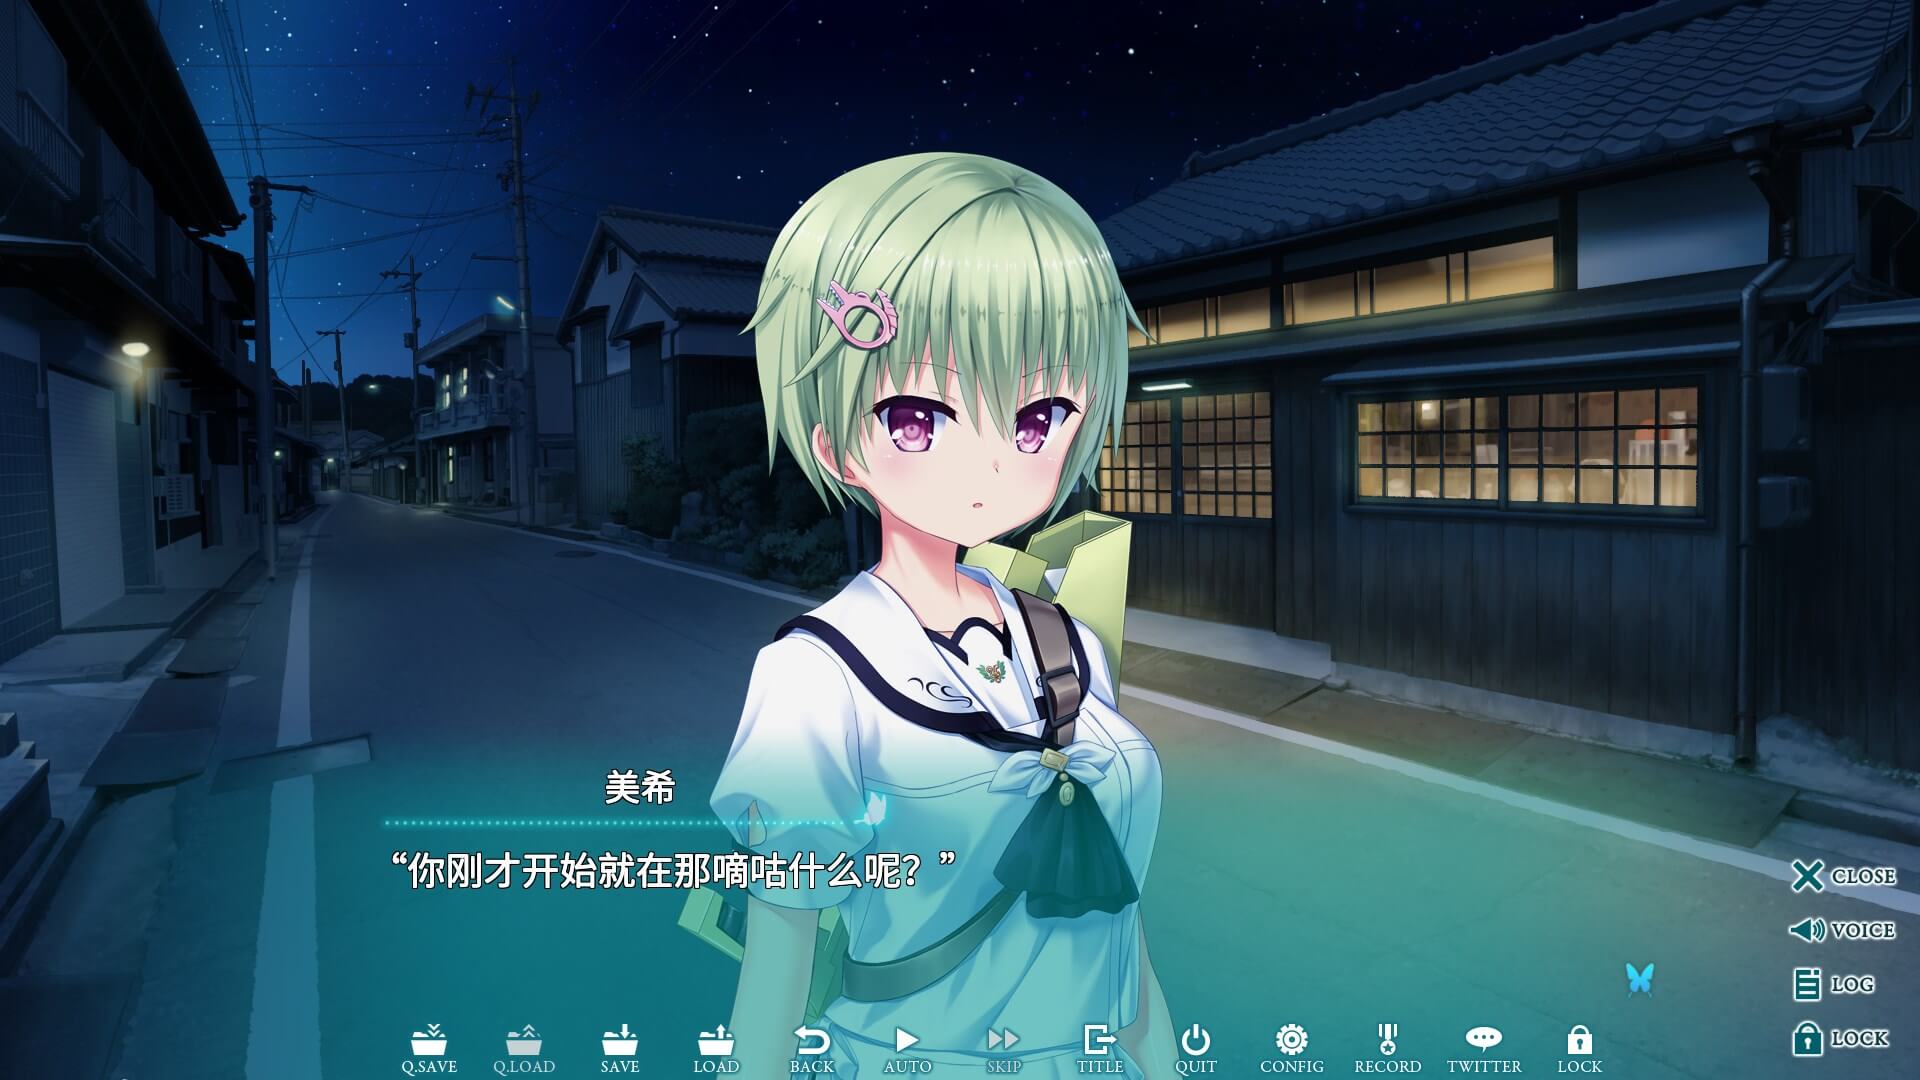 美希
“你刚才开始就在那嘀咕什么呢？”
CLOSE
VOICE
LOG
LOCK
Q.SAVE Q.LOAD SAVE LOAD BACK AUTO SKIP TITLE QUIT CONFIG RECORD TWITTER LOCK